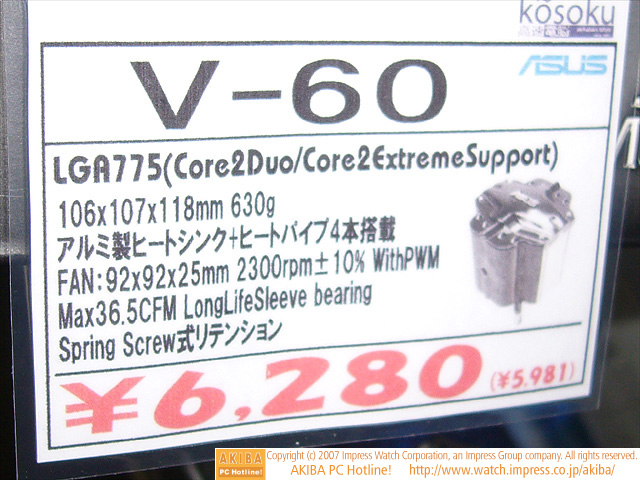 kösoku
ASUS
V-60
LGA775(Core2Duo/Core2ExtremeSupport)
106x107x118mm 630g
アルミ製ヒートシンク+ヒートパイプ4本搭載
FAN:92x92x25mm 2300rpm±10% WithPWM
Max36.5CFM LongLifeSleeve bearing
Spring Screw式リテンション
¥6,280 (¥5,981)
AKIBA PC Hotline!
Copyright (c) 2007 Impress Watch Corporation, an Impress Group company. All rights reserved.
AKIBA PC Hotline! http://www.watch.impress.co.jp/akiba/